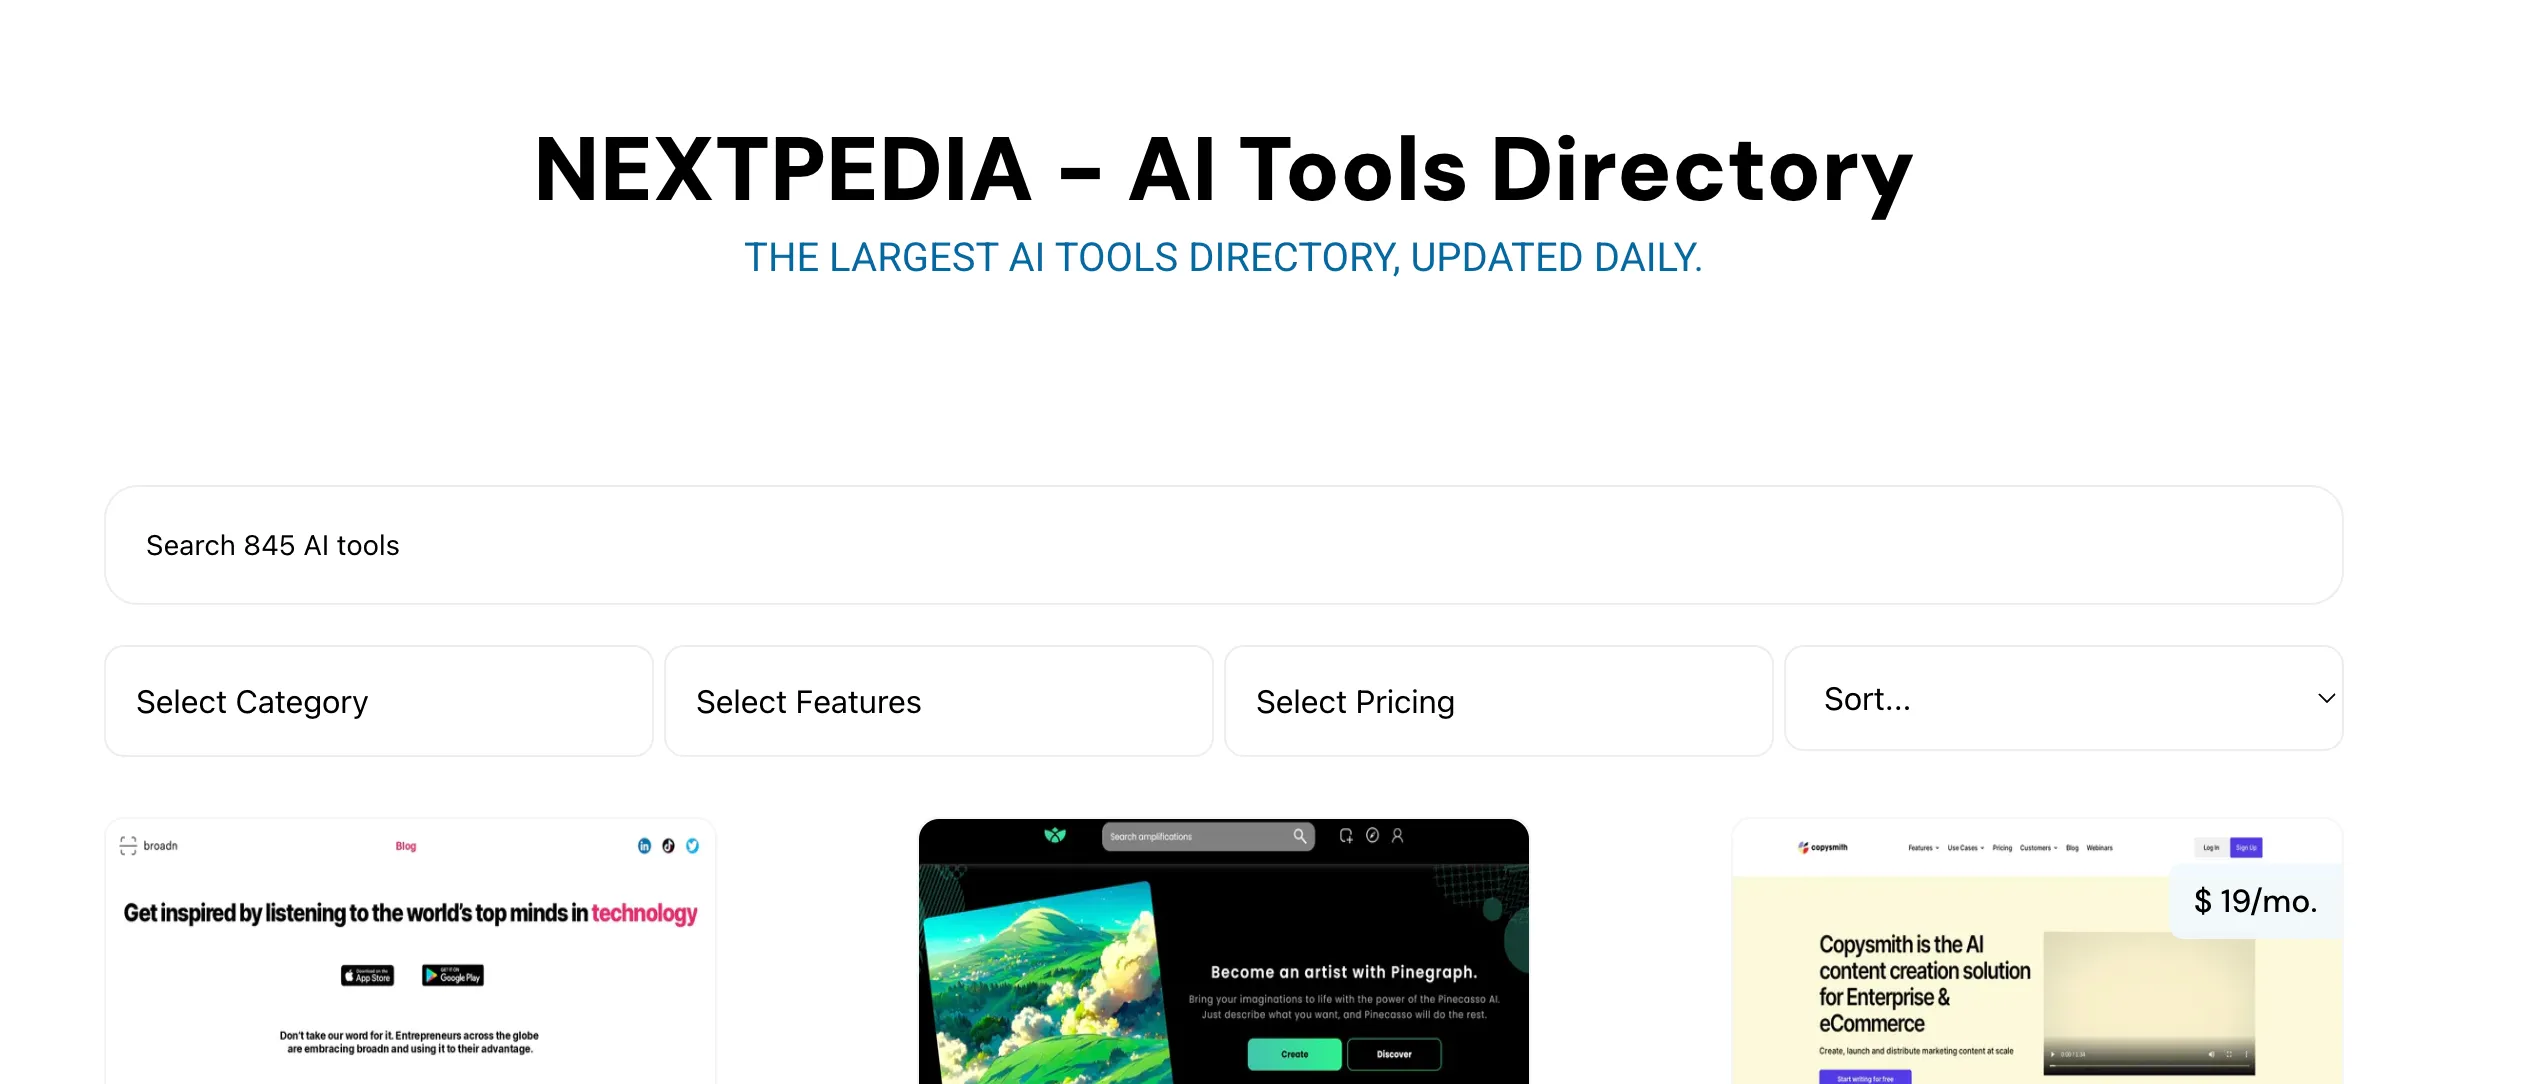 NEXTPEDIA – AI Tools Directory
THE LARGEST AI TOOLS DIRECTORY, UPDATED DAILY.
Search 845 AI tools
Select Category
Select Features
Select Pricing
Sort...
broadn
Blog
Get inspired by listening to the world's top minds in technology
Download on the
App Store
GET IT ON
Google Play
Don't take our word for it. Entrepreneurs across the globe
are embracing broadn and using it to their advantage.
Search amplifications
Become an artist with Pinegraph.
Bring your imaginations to life with the power of the Pinecasso AI.
Just describe what you want, and Pinecasso will do the rest.
Create
Discover
copysmith
Features
Use Cases
Pricing
Customers
Blog
Webinars
Log In
Sign Up
$ 19/mo.
Copysmith is the AI
content creation solution
for Enterprise &
eCommerce
Create, launch and distribute marketing content at scale
Start writing for free